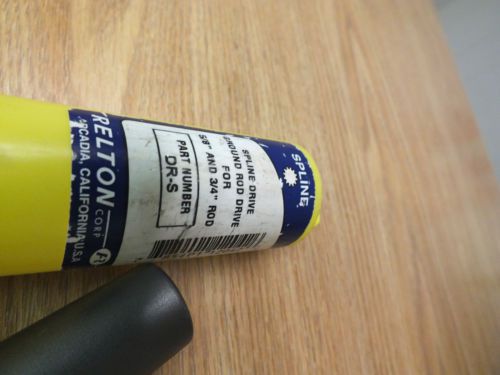 SPLINE
SPLINE DRIVE
GROUND ROD DRIVE
FOR
5/8" AND 3/4" ROD
PART NUMBER
DR-S
RELTON CORP
ARCADIA, CALIFORNIA U.S.A